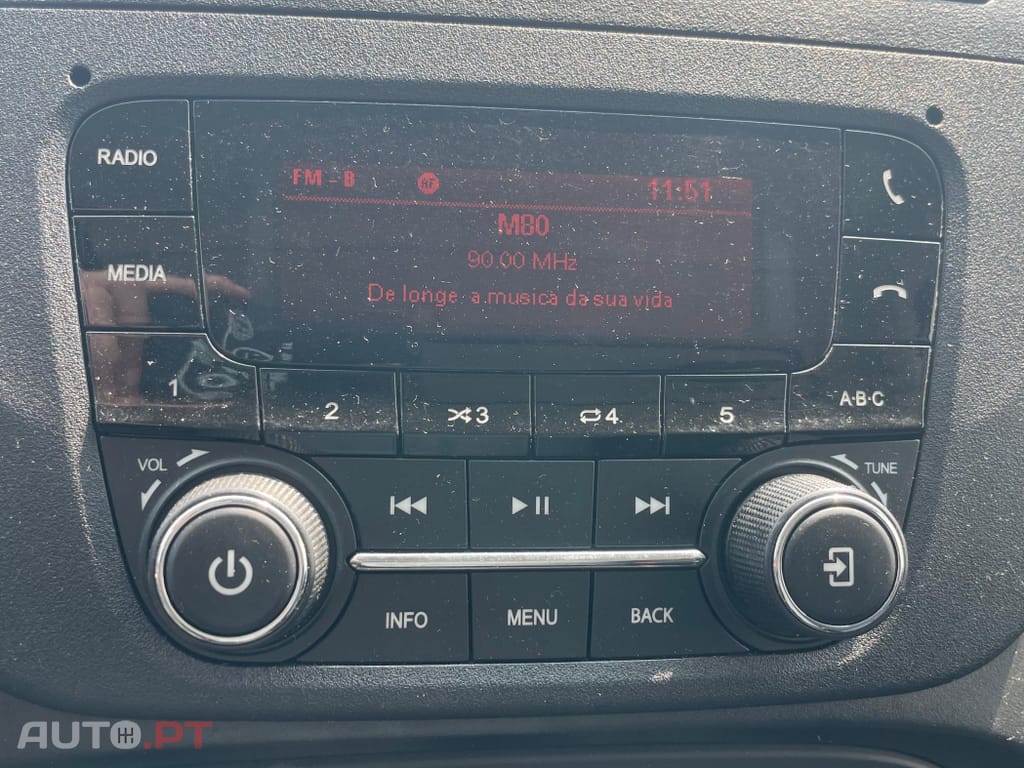 RADIO
FM - B AF 11:51
M80
90.00 MHz
De longe a musica da sua vida
MEDIA
1
2
3
4
5
A·B·C
VOL
TUNE
INFO
MENU
BACK
AUTO.PT